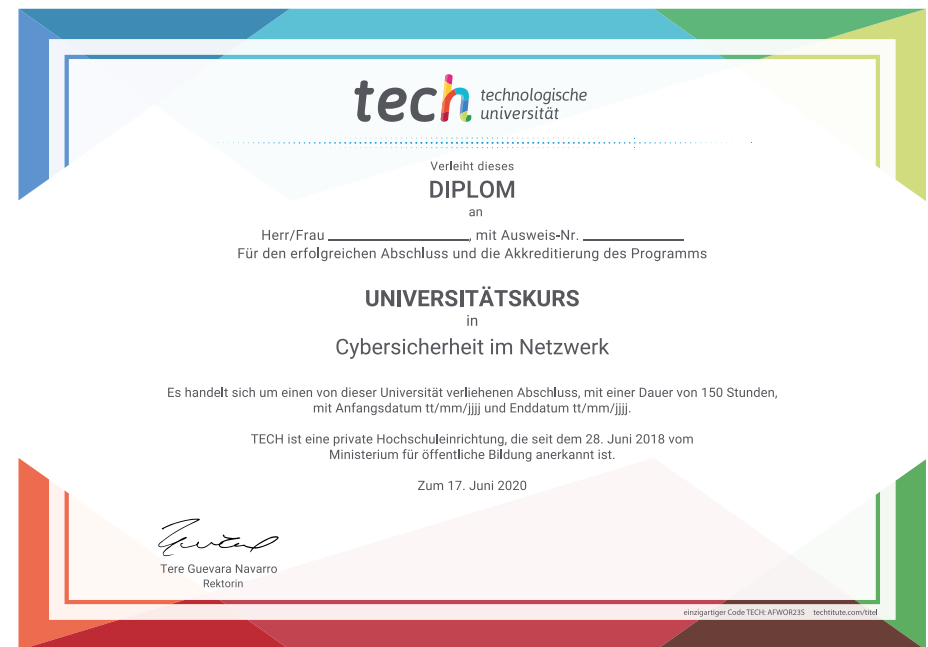 tech technologische
universität
Verleiht dieses
DIPLOM
an
Herr/Frau ____________________, mit Ausweis-Nr. ______________
Für den erfolgreichen Abschluss und die Akkreditierung des Programms
UNIVERSITÄTSKURS
in
Cybersicherheit im Netzwerk
Es handelt sich um einen von dieser Universität verliehenen Abschluss, mit einer Dauer von 150 Stunden,
mit Anfangsdatum tt/mm/jjjj und Enddatum tt/mm/jjjj.
TECH ist eine private Hochschuleinrichtung, die seit dem 28. Juni 2018 vom
Ministerium für öffentliche Bildung anerkannt ist.
Zum 17. Juni 2020
Tere Guevara Navarro
Rektorin
einzigartiger Code TECH: AFWOR23S techtitute.com/titel